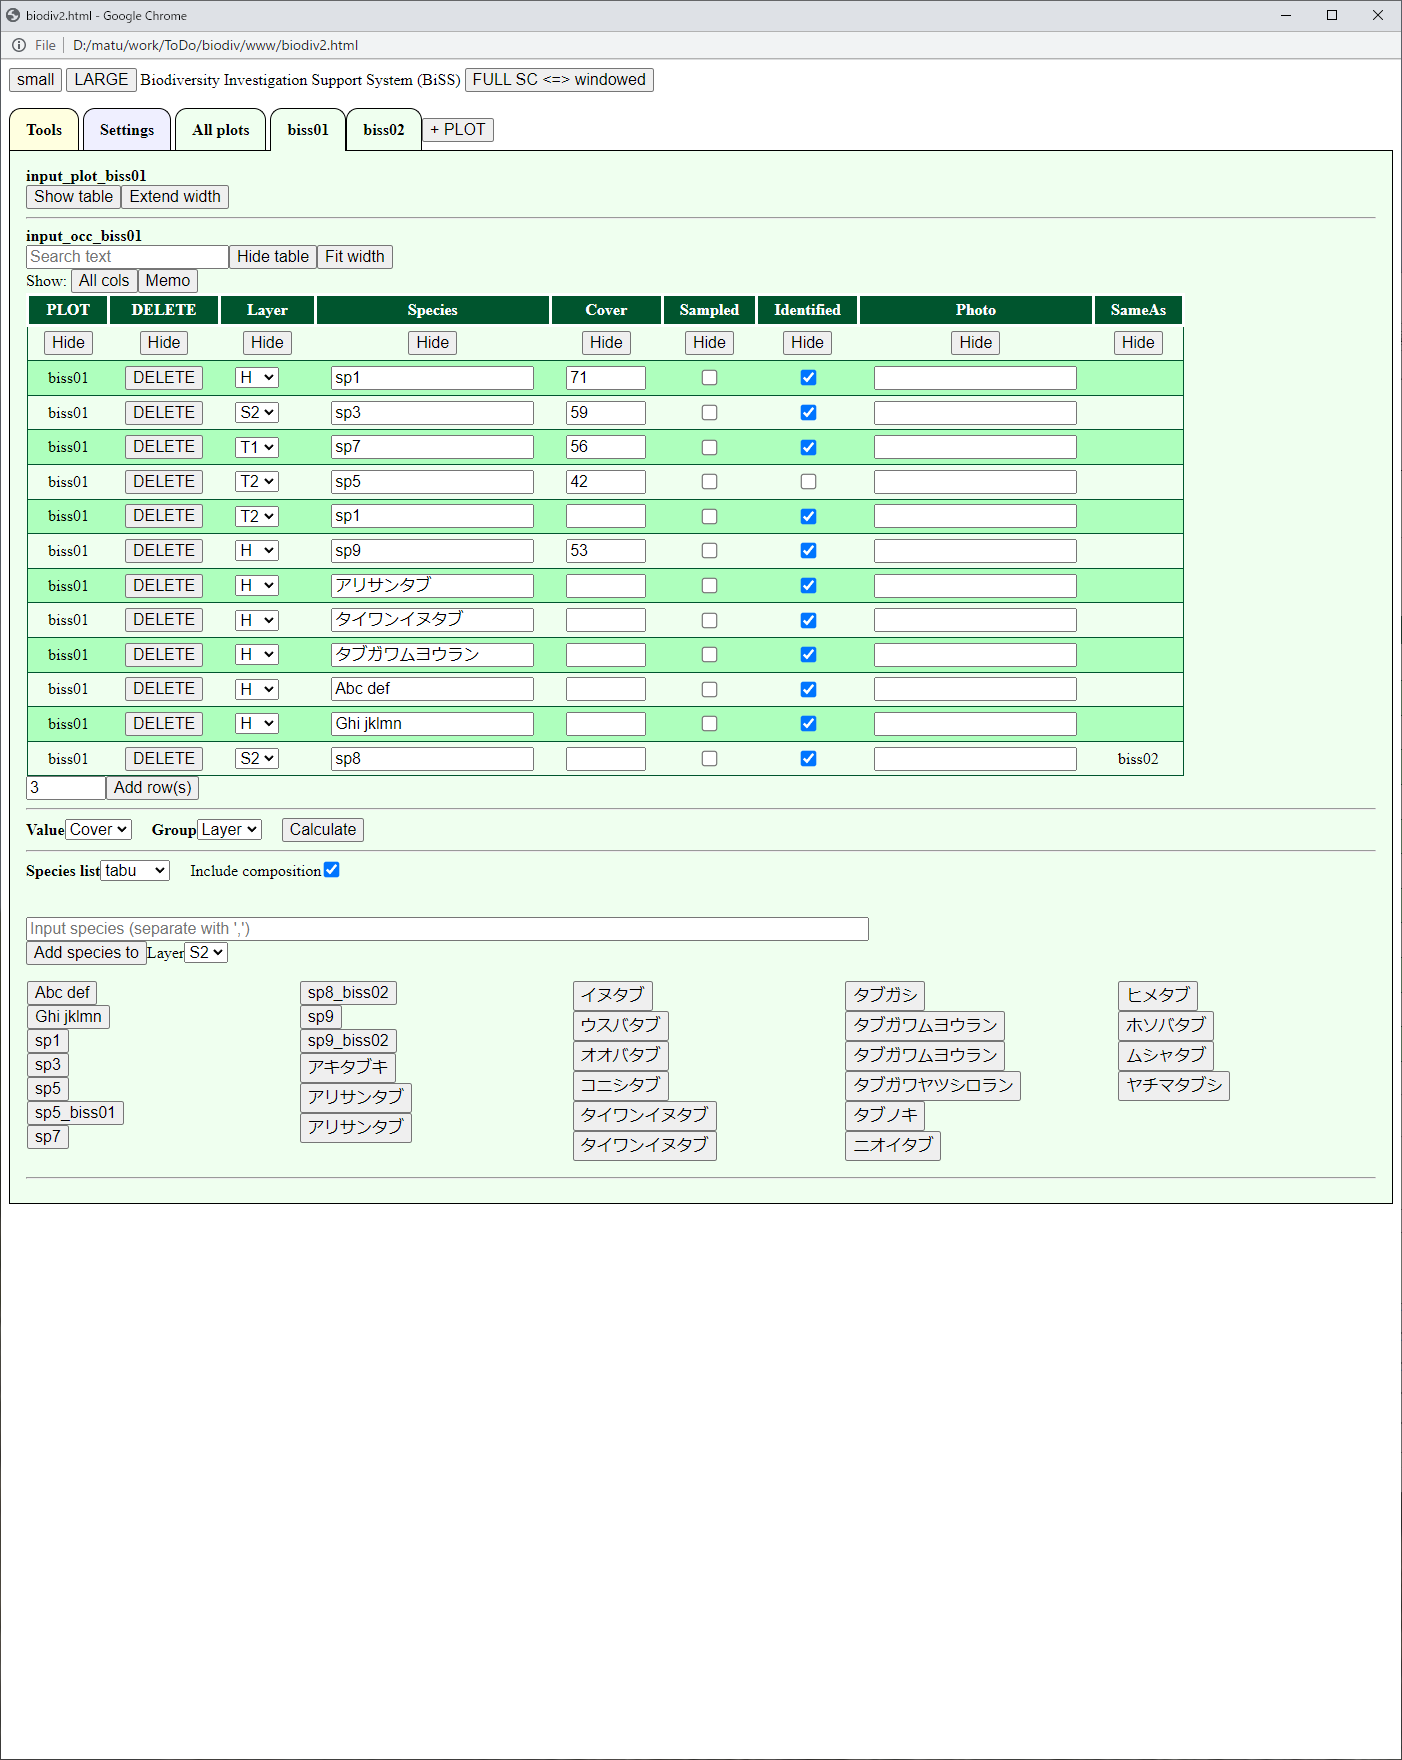 biodiv2.html - Google Chrome
File D:/matu/work/ToDo/biodiv/www/biodiv2.html
small LARGE Biodiversity Investigation Support System (BiSS) FULL SC <=> windowed
Tools Settings All plots biss01 biss02 + PLOT
input_plot_biss01
Show table Extend width
input_occ_biss01
Search text Hide table Fit width
Show: All cols Memo
PLOT DELETE Layer Species Cover Sampled Identified Photo SameAs
Hide Hide Hide Hide Hide Hide Hide Hide Hide
biss01 DELETE H sp1 71
biss01 DELETE S2 sp3 59
biss01 DELETE T1 sp7 56
biss01 DELETE T2 sp5 42
biss01 DELETE T2 sp1
biss01 DELETE H sp9 53
biss01 DELETE H アリサンタブ
biss01 DELETE H タイワンイヌタブ
biss01 DELETE H タブガワムヨウラン
biss01 DELETE H Abc def
biss01 DELETE H Ghi jklmn
biss01 DELETE S2 sp8 biss02
3 Add row(s)
Value Cover Group Layer Calculate
Species list tabu Include composition
Input species (separate with ',')
Add species to Layer S2
Abc def
Ghi jklmn
sp1
sp3
sp5
sp5_biss01
sp7
sp8_biss02
sp9
sp9_biss02
アキタブキ
アリサンタブ
アリサンタブ
イヌタブ
ウスバタブ
オオバタブ
コニシタブ
タイワンイヌタブ
タイワンイヌタブ
タブガシ
タブガワムヨウラン
タブガワムヨウラン
タブガワヤツシロラン
タブノキ
ニオイタブ
ヒメタブ
ホソバタブ
ムシャタブ
ヤチマタブシ